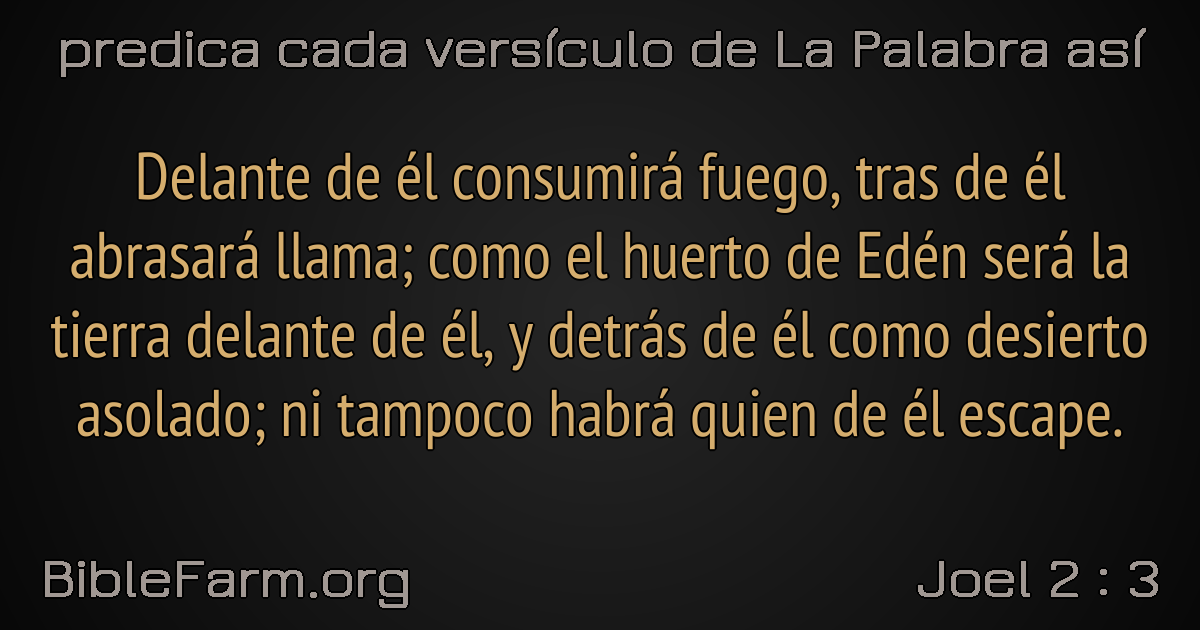 predica cada versículo de La Palabra así
Delante de él consumirá fuego, tras de él
abrasará llama; como el huerto de Edén será la
tierra delante de él, y detrás de él como desierto
asolado; ni tampoco habrá quien de él escape.
BibleFarm.org
Joel 2 : 3